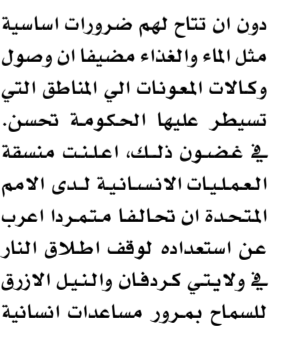 دون ان تتاح لهم ضرورات اساسية
مثل الماء والغذاء مضيفا ان وصول
وكالات المعونات الي المناطق التي
تسيطر عليها الحكومة تحسن.
في غضون ذلك، اعلنت منسقة
العمليات الانسانية لدى الامم
المتحدة ان تحالفا متمردا اعرب
عن استعداده لوقف اطلاق النار
في ولايتي كردفان والنيل الازرق
للسماح بمرور مساعدات انسانية